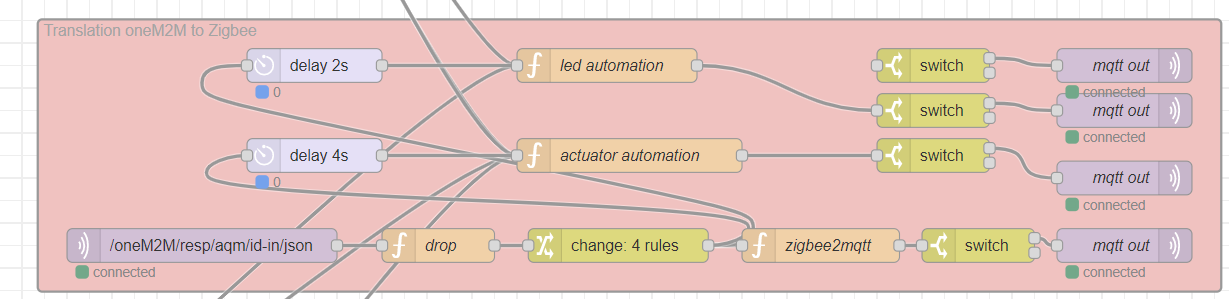 Translation oneM2M to Zigbee
delay 2s
led automation
switch
mqtt out
0
connected
switch
mqtt out
connected
delay 4s
actuator automation
switch
0
mqtt out
connected
/oneM2M/resp/aqm/id-in/json
drop
change: 4 rules
zigbee2mqtt
switch
mqtt out
connected
connected